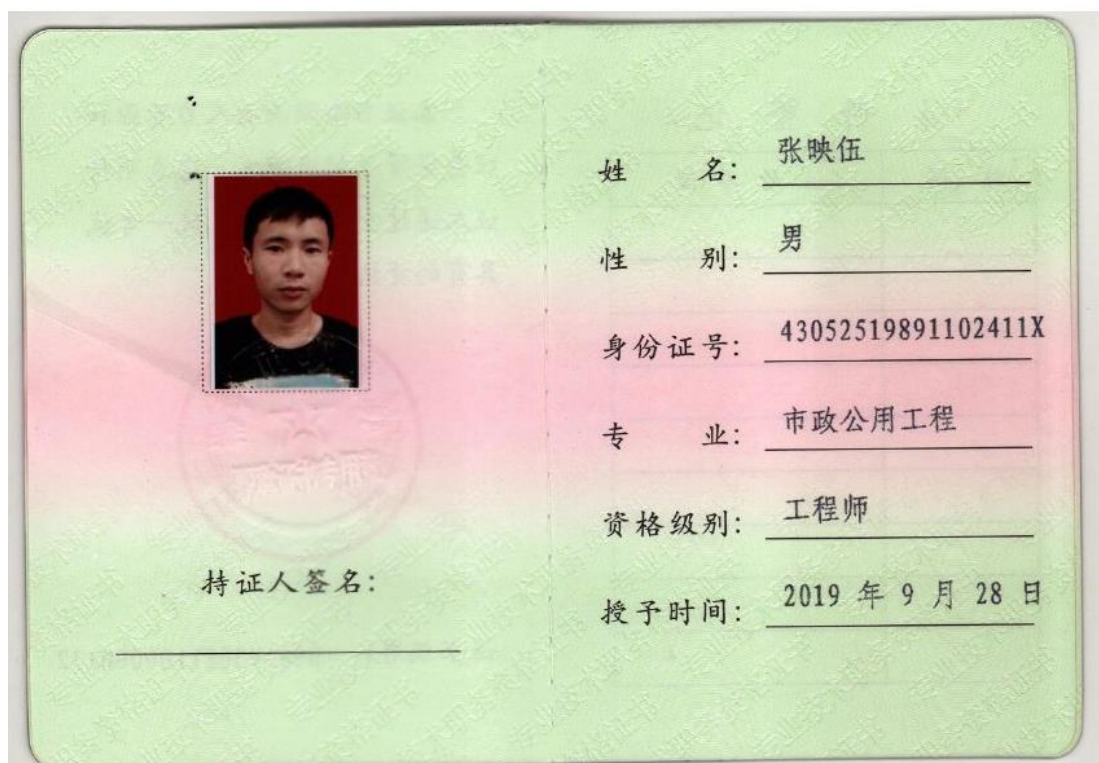 姓 名: 张映伍
性 别: 男
身份证号: 43052519891102411X
专 业: 市政公用工程
资格级别: 工程师
授予时间: 2019 年 9 月 28 日
持证人签名: